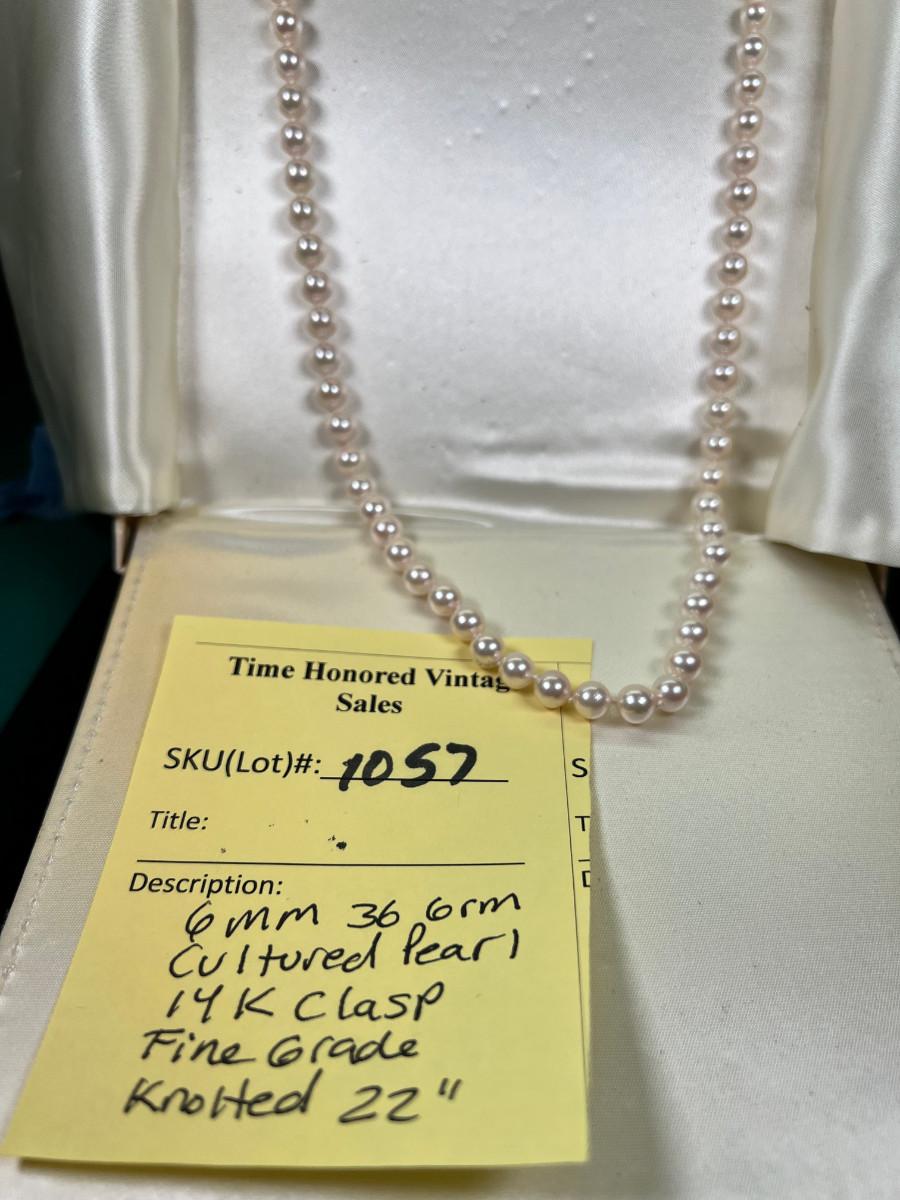 Time Honored Vintag
Sales
SKU(Lot)#: 1057
Title:
Description:
6mm 36 Grm
Cultured Pearl
14K Clasp
Fine Grade
Knotted 22"
S
T
D